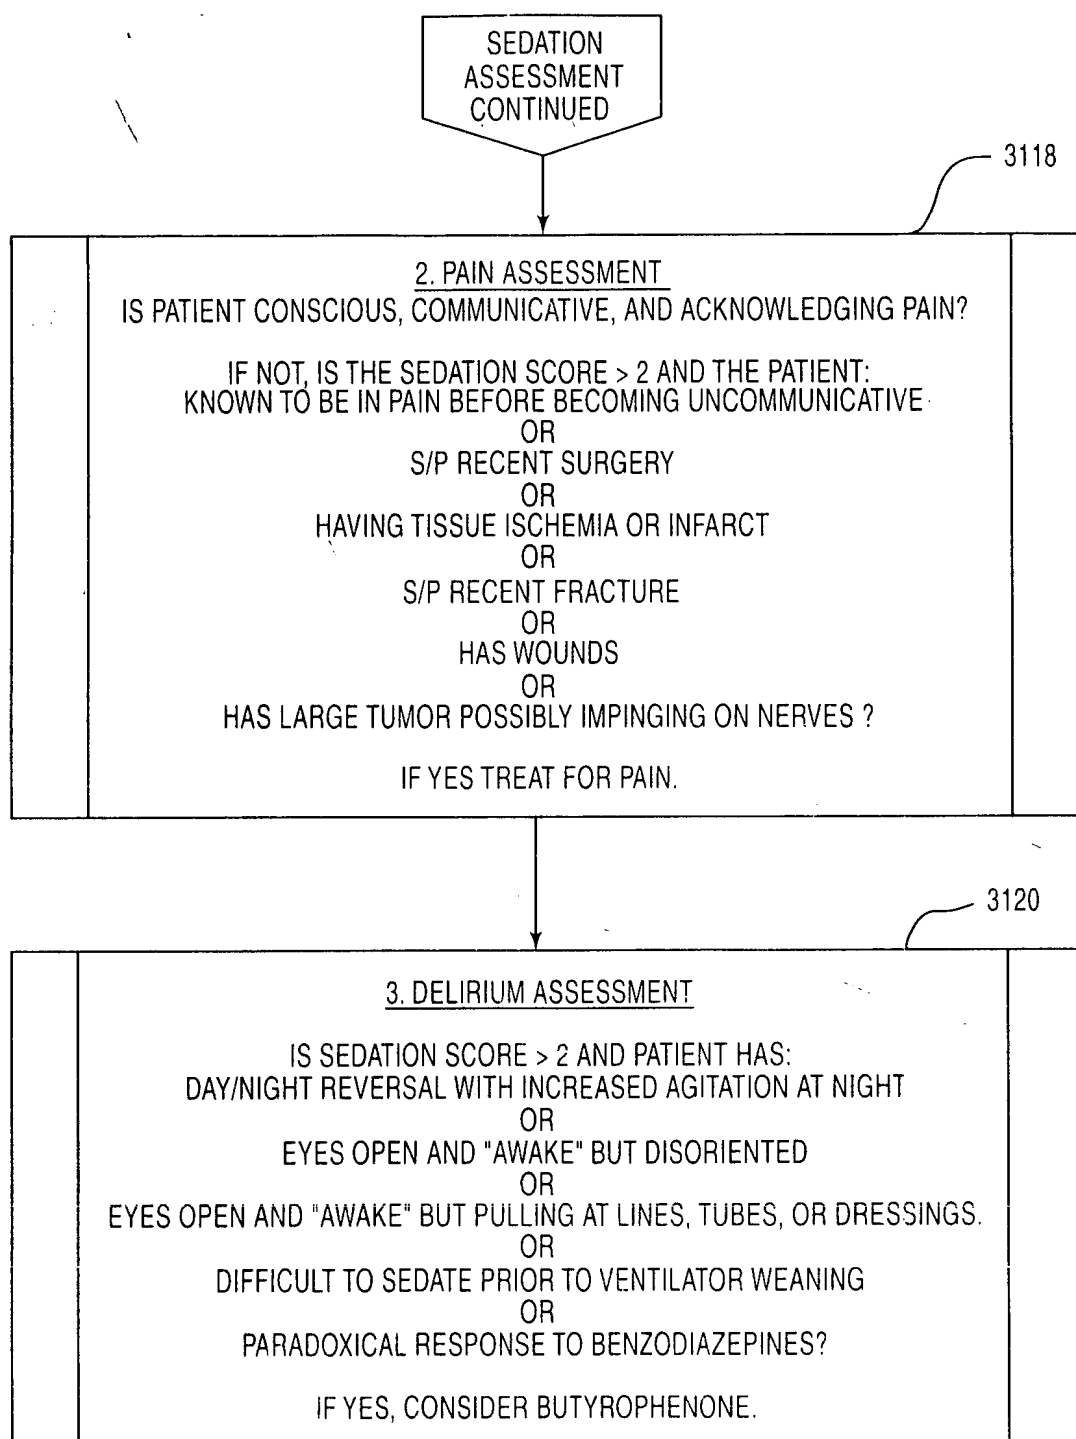 SEDATION
ASSESSMENT
CONTINUED
3118
2. PAIN ASSESSMENT
IS PATIENT CONSCIOUS, COMMUNICATIVE, AND ACKNOWLEDGING PAIN?
IF NOT, IS THE SEDATION SCORE > 2 AND THE PATIENT:
KNOWN TO BE IN PAIN BEFORE BECOMING UNCOMMUNICATIVE
OR
S/P RECENT SURGERY
OR
HAVING TISSUE ISCHEMIA OR INFARCT
OR
S/P RECENT FRACTURE
OR
HAS WOUNDS
OR
HAS LARGE TUMOR POSSIBLY IMPINGING ON NERVES ?
IF YES TREAT FOR PAIN.
3120
3. DELIRIUM ASSESSMENT
IS SEDATION SCORE > 2 AND PATIENT HAS:
DAY/NIGHT REVERSAL WITH INCREASED AGITATION AT NIGHT
OR
EYES OPEN AND "AWAKE" BUT DISORIENTED
OR
EYES OPEN AND "AWAKE" BUT PULLING AT LINES, TUBES, OR DRESSINGS.
OR
DIFFICULT TO SEDATE PRIOR TO VENTILATOR WEANING
OR
PARADOXICAL RESPONSE TO BENZODIAZEPINES?
IF YES, CONSIDER BUTYROPHENONE.